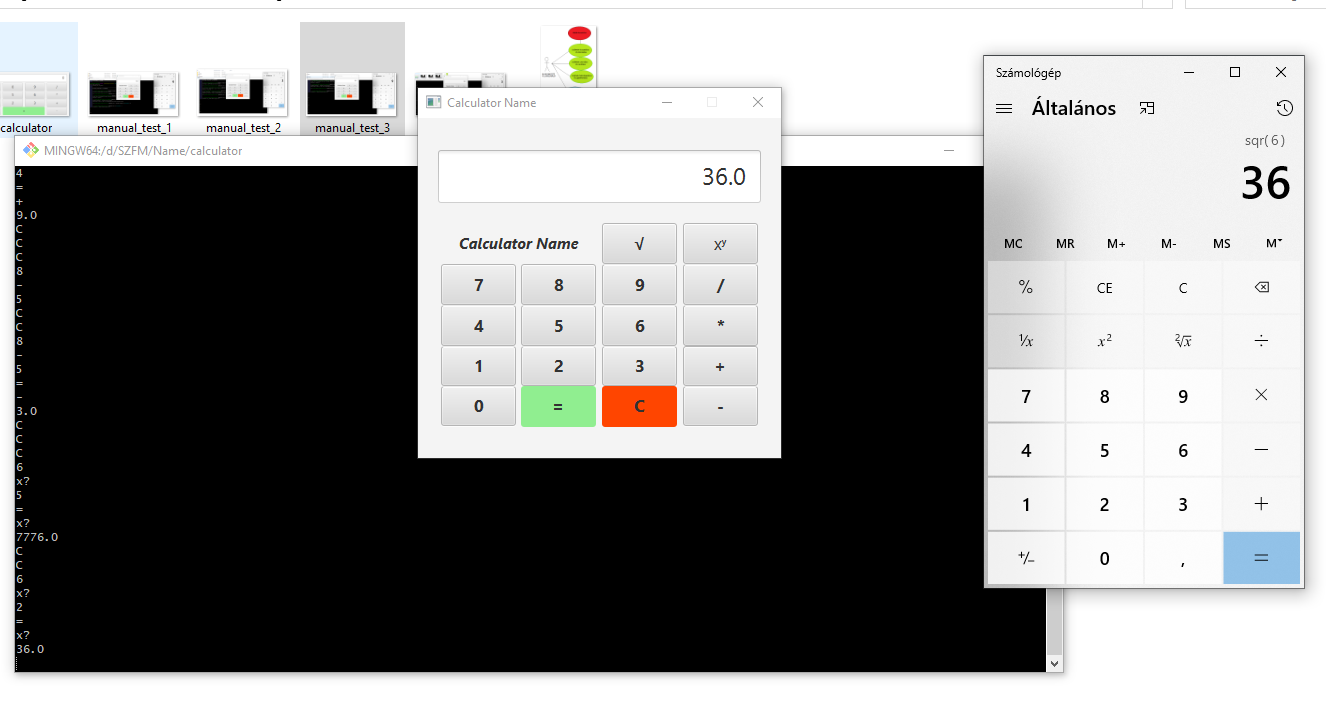 calculator
manual_test_1
manual_test_2
manual_test_3
MINGW64:/d/SZFM/Name/calculator
4
=
+
9.0
C
C
C
8
-
5
C
C
8
-
5
=
-
3.0
C
C
C
6
x?
5
=
x?
7776.0
C
C
6
x?
2
=
x?
36.0
Calculator Name
36.0
Calculator Name √ xʸ
7 8 9 /
4 5 6 *
1 2 3 +
0 = C -
Számológép
Általános
sqr( 6 )
36
MC MR M+ M- MS M˅
% CE C
¹/x x² ²√x ÷
7 8 9 ×
4 5 6 −
1 2 3 +
+/− 0 , =